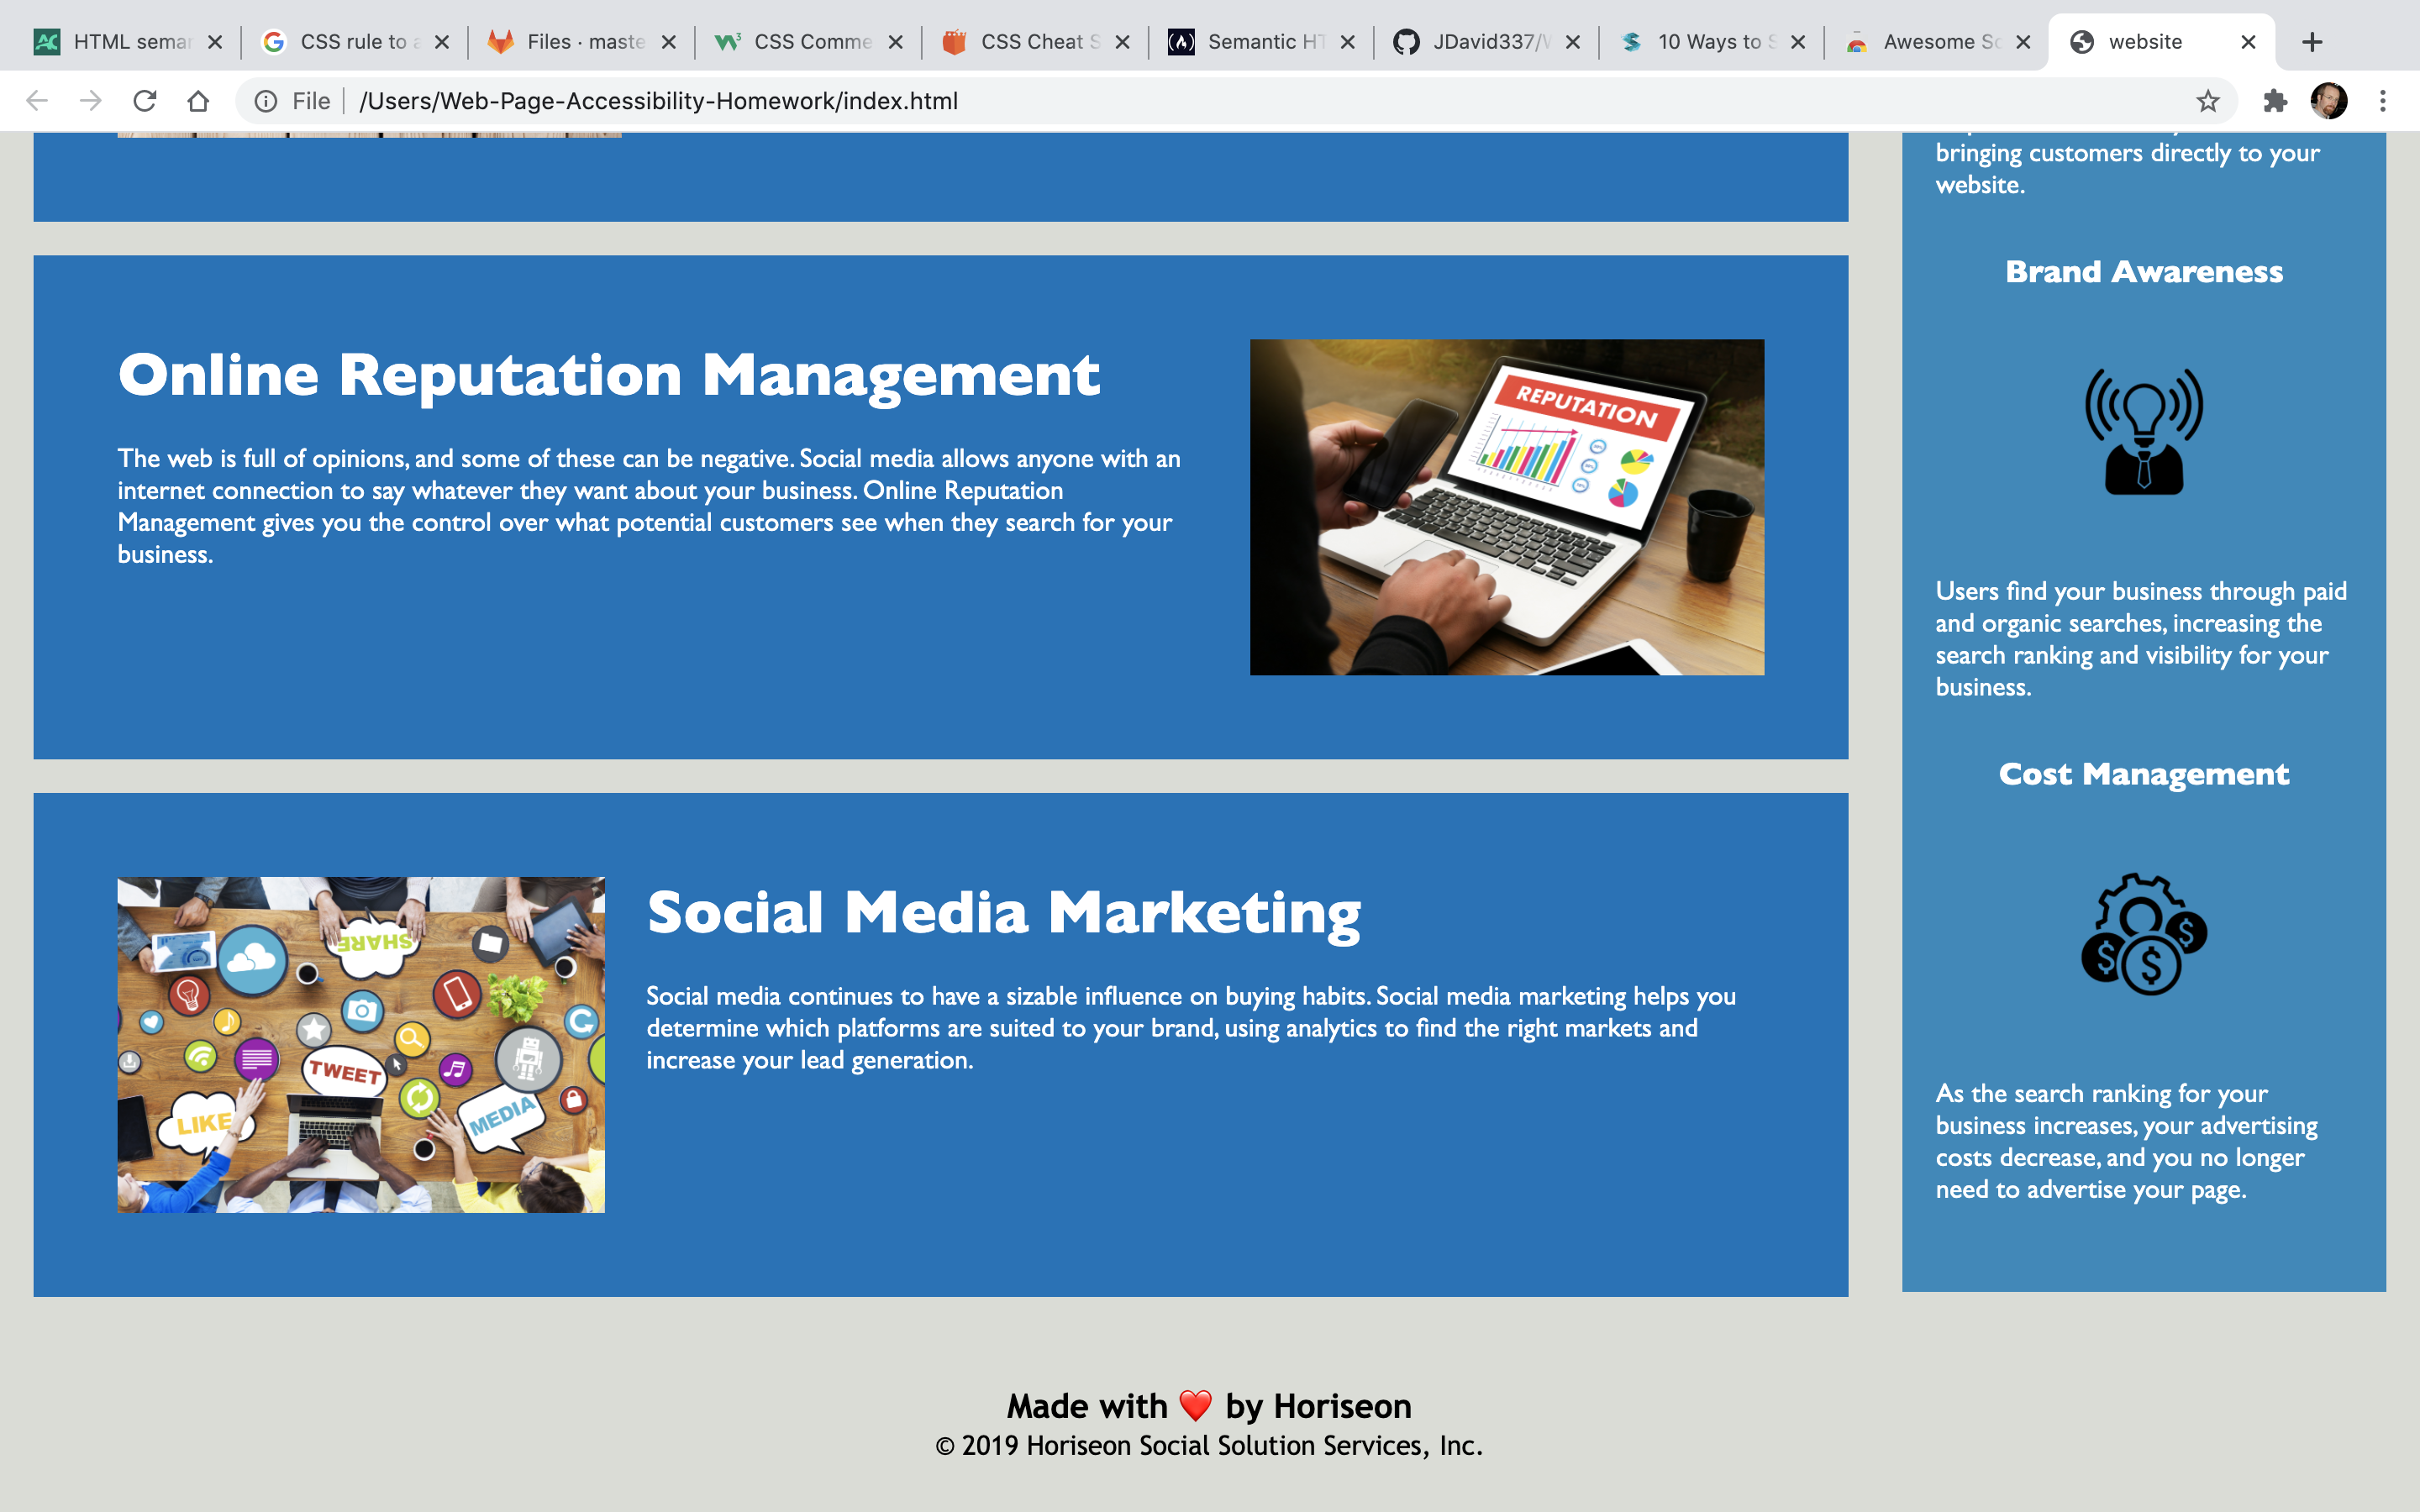 HTML semar
CSS rule to a
Files · maste
CSS Comme
CSS Cheat S
Semantic HT
JDavid337/W
10 Ways to S
Awesome Sc
website
File
/Users/Web-Page-Accessibility-Homework/index.html
Online Reputation Management
The web is full of opinions, and some of these can be negative. Social media allows anyone with an
internet connection to say whatever they want about your business. Online Reputation
Management gives you the control over what potential customers see when they search for your
business.
REPUTATION
SHARE
TWEET
LIKE
MEDIA
Social Media Marketing
Social media continues to have a sizable influence on buying habits. Social media marketing helps you
determine which platforms are suited to your brand, using analytics to find the right markets and
increase your lead generation.
bringing customers directly to your
website.
Brand Awareness
Users find your business through paid
and organic searches, increasing the
search ranking and visibility for your
business.
Cost Management
$ $ $
As the search ranking for your
business increases, your advertising
costs decrease, and you no longer
need to advertise your page.
Made with ❤️ by Horiseon
© 2019 Horiseon Social Solution Services, Inc.